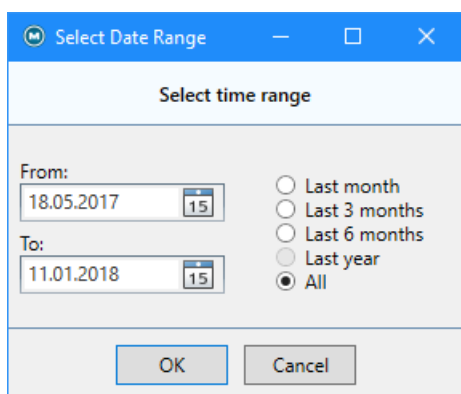 M Select Date Range
Select time range
From:
18.05.2017
15
To:
11.01.2018
15
Last month
Last 3 months
Last 6 months
Last year
All
OK
Cancel